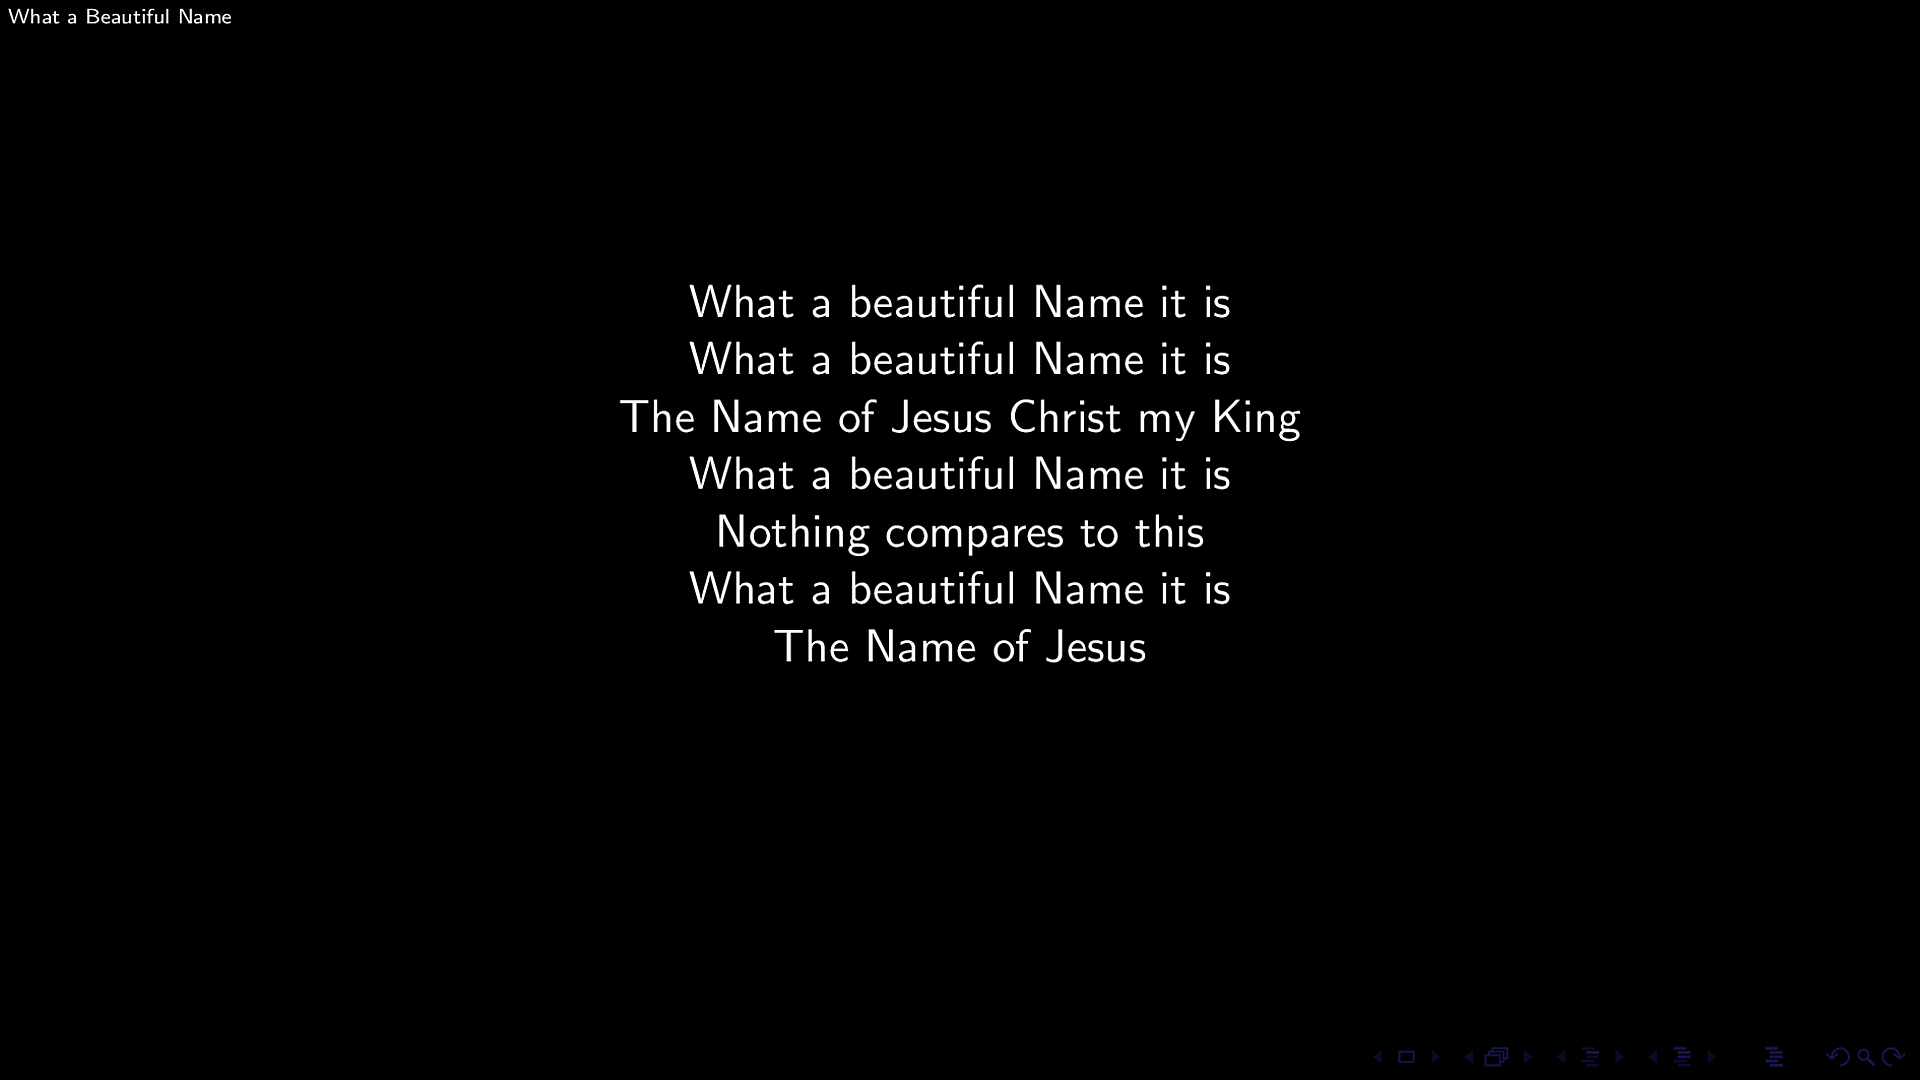 What a Beautiful Name
What a beautiful Name it is
What a beautiful Name it is
The Name of Jesus Christ my King
What a beautiful Name it is
Nothing compares to this
What a beautiful Name it is
The Name of Jesus